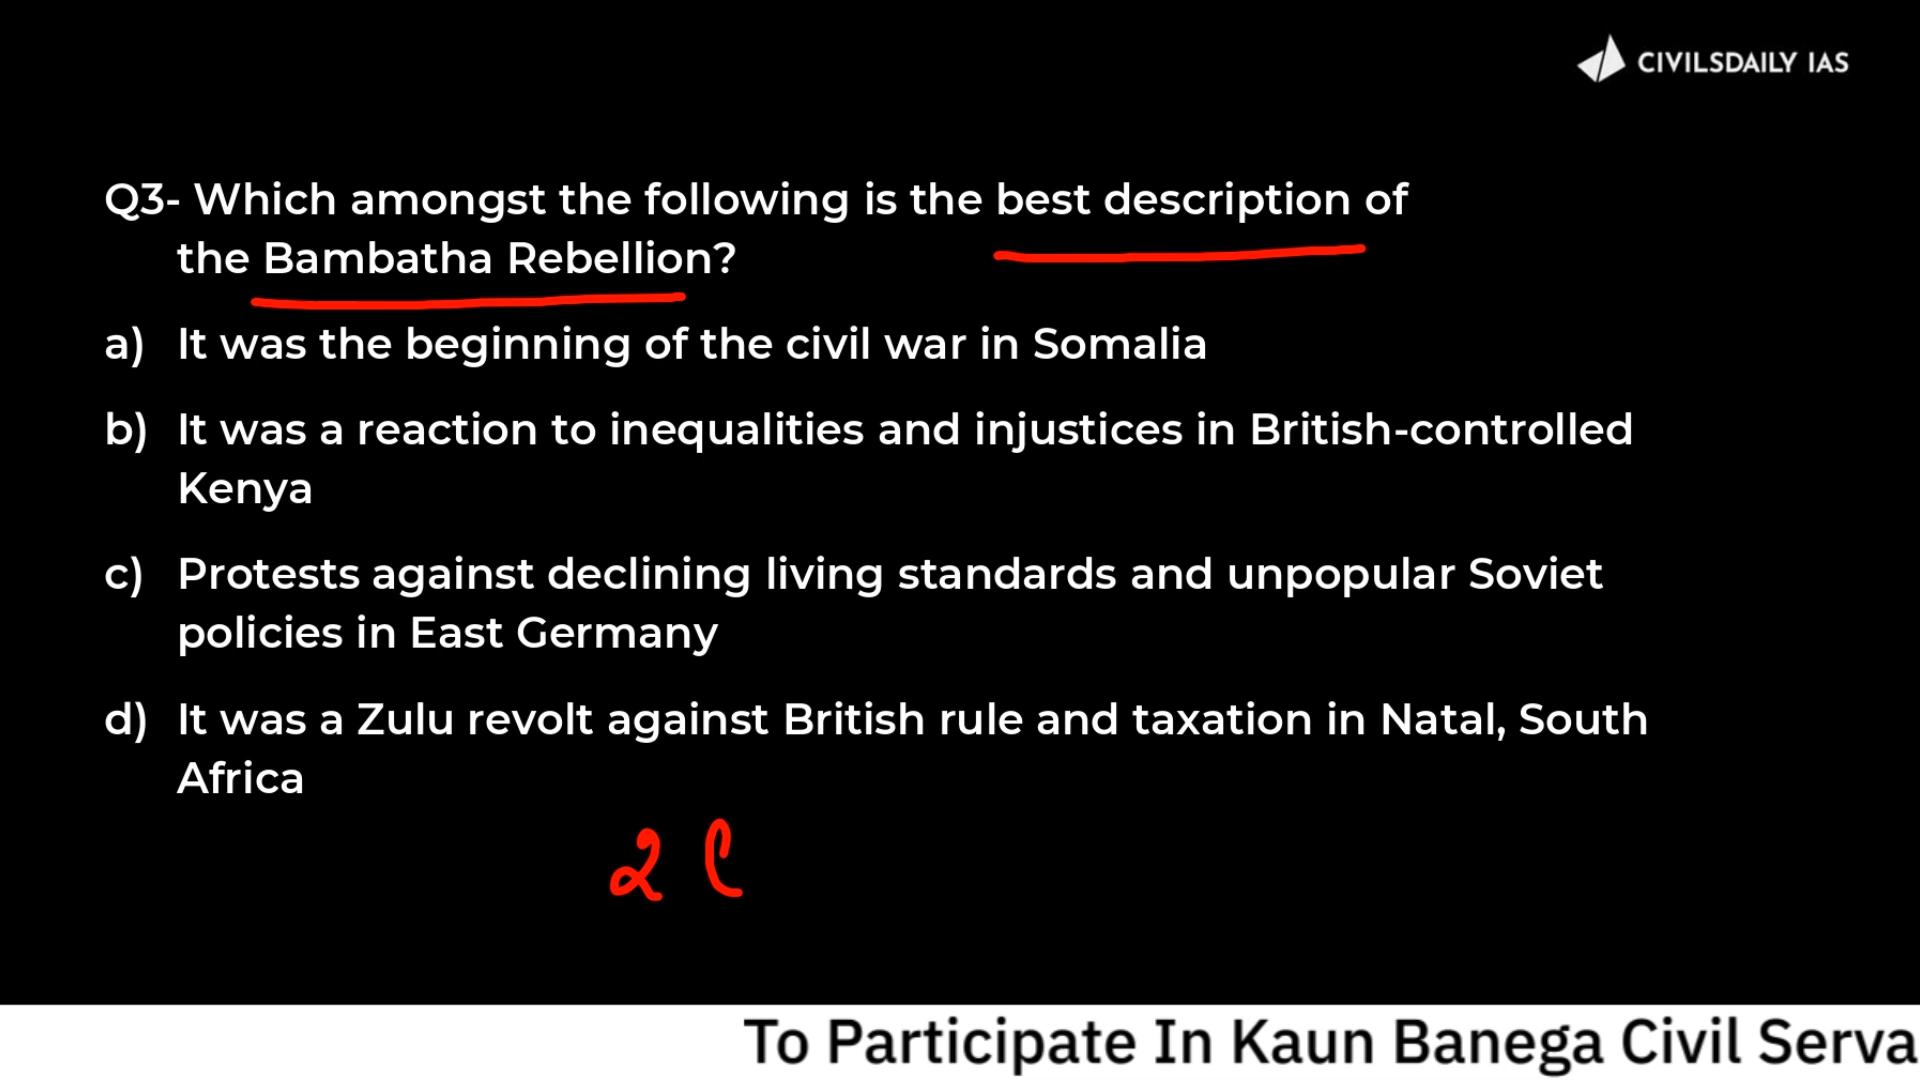 CIVILSDAILY IAS
Q3- Which amongst the following is the best description of
the Bambatha Rebellion?
a) It was the beginning of the civil war in Somalia
b) It was a reaction to inequalities and injustices in British-controlled
Kenya
c) Protests against declining living standards and unpopular Soviet
policies in East Germany
d) It was a Zulu revolt against British rule and taxation in Natal, South
Africa
To Participate In Kaun Banega Civil Serva